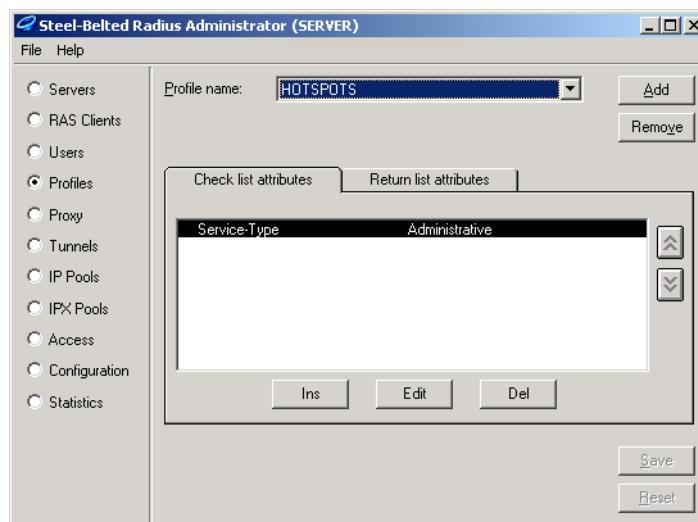 Steel-Belted Radius Administrator (SERVER)
File Help
Servers
RAS Clients
Users
Profiles
Proxy
Tunnels
IP Pools
IPX Pools
Access
Configuration
Statistics
Profile name: HOTSPOTS
Add
Remove
Check list attributes Return list attributes
Service-Type Administrative
Ins Edit Del
Save
Reset